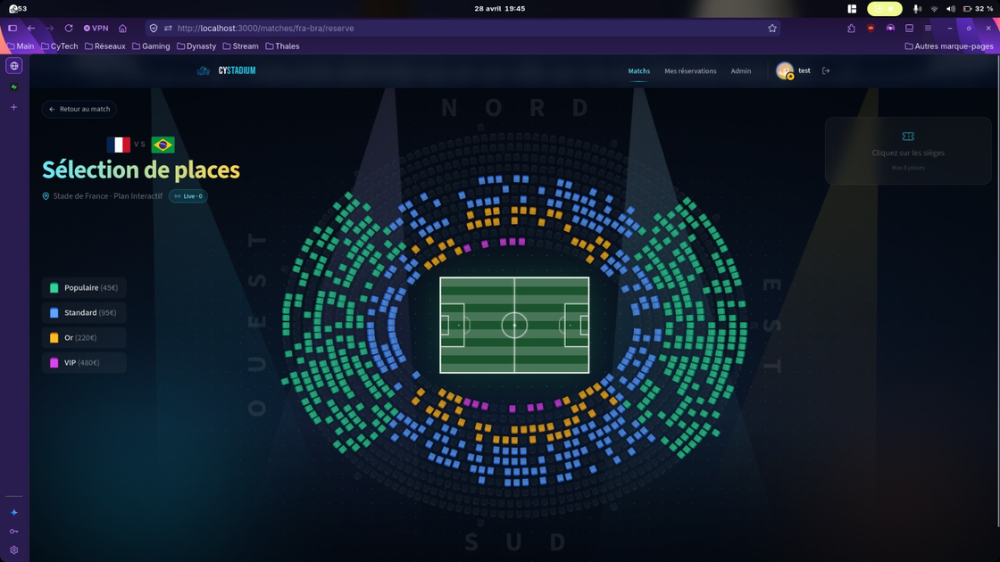 53
28 avril 19:45
32 %
VPN
http://localhost:3000/matches/fra-bra/reserve
Main
CyTech
Réseaux
Gaming
Dynasty
Stream
Thales
Autres marque-pages
CYSTADIUM
Matchs
Mes réservations
Admin
test
Retour au match
VS
Sélection de places
Stade de France · Plan Interactif
Live · 0
Populaire (45€)
Standard (95€)
Or (220€)
VIP (480€)
NORD
OUEST
EST
SUD
Cliquez sur les sièges